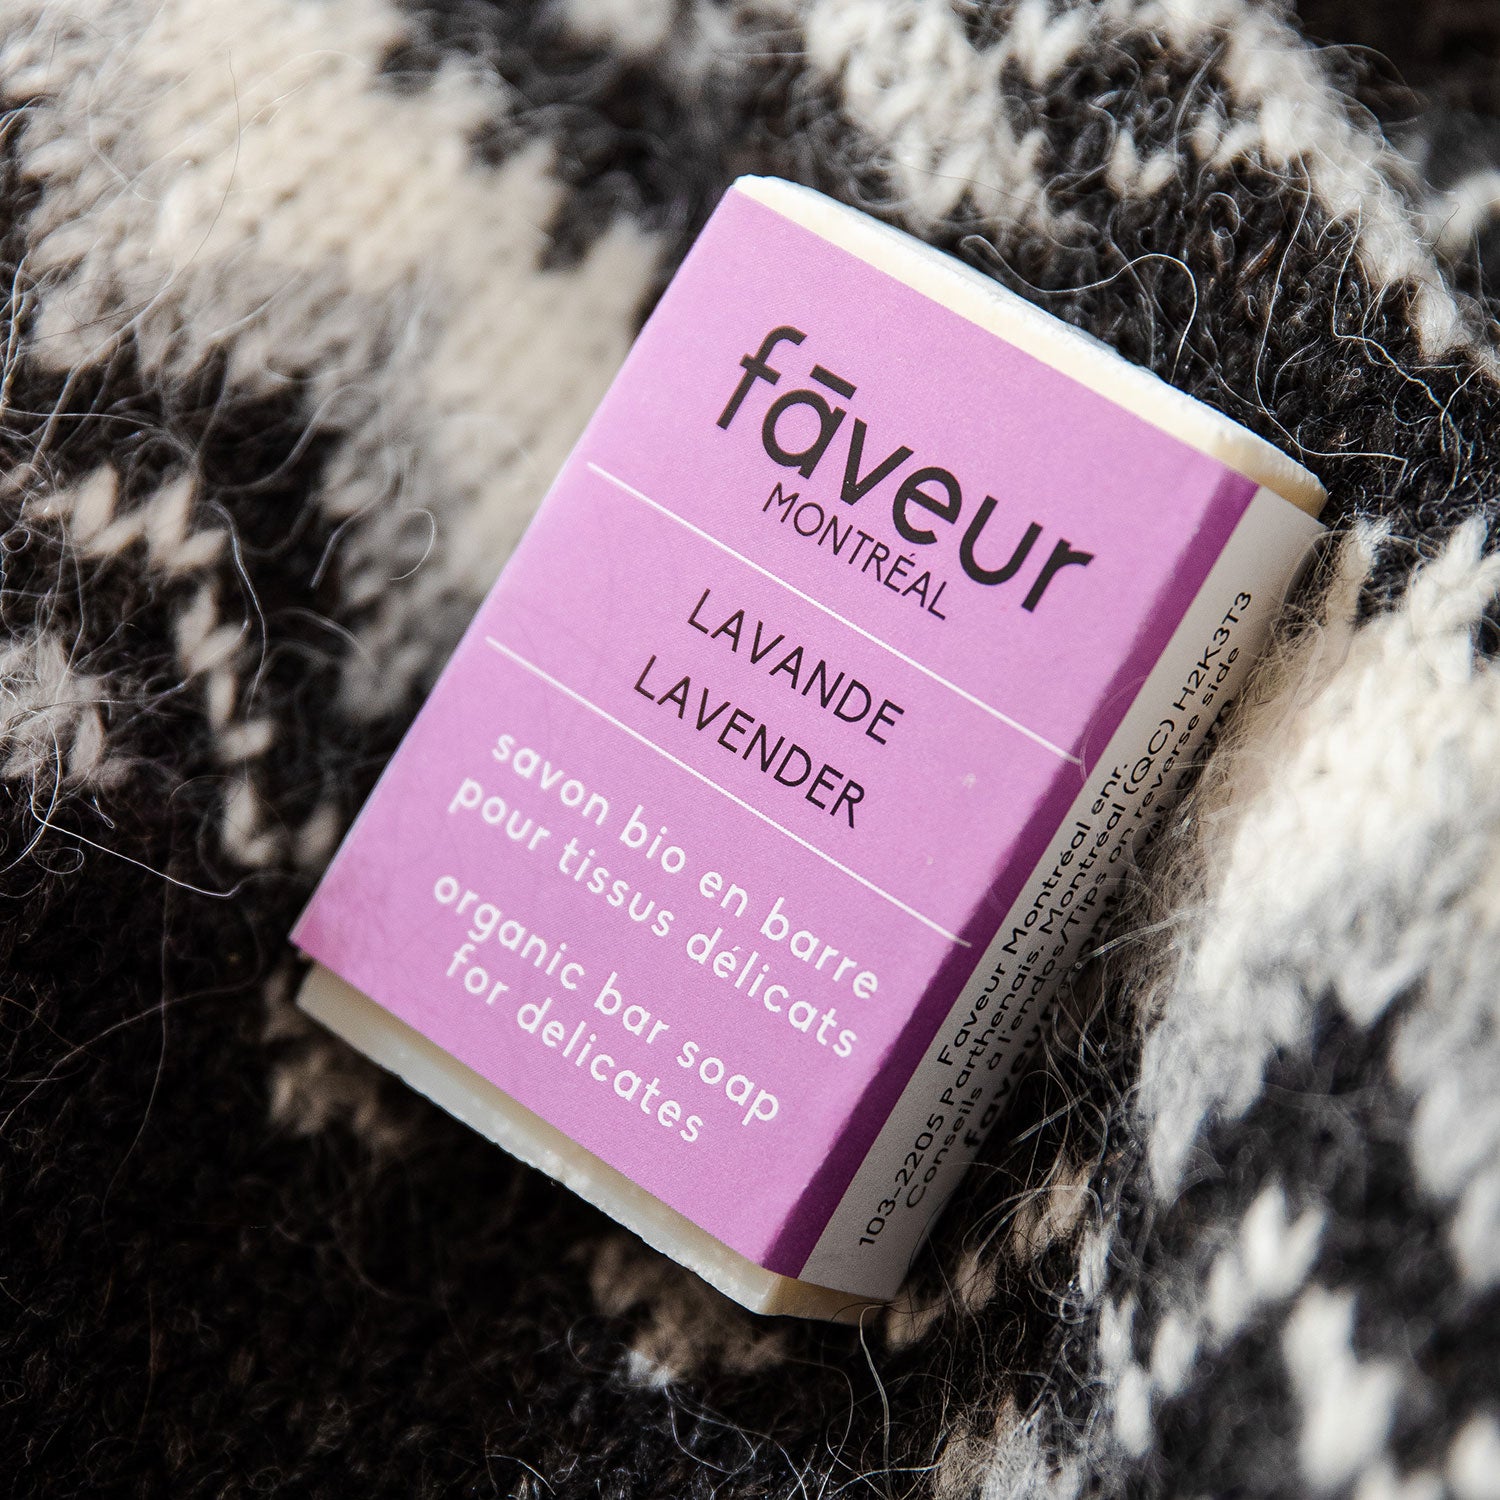 fāveur
MONTRÉAL
LAVANDE
LAVENDER
savon bio en barre
pour tissus délicats
organic bar soap
for delicates
Faveur Montréal enr.
103-2205 Parthenais. Montréal (QC) H2K3T3
Conseils à l'endos/Tips on reverse side